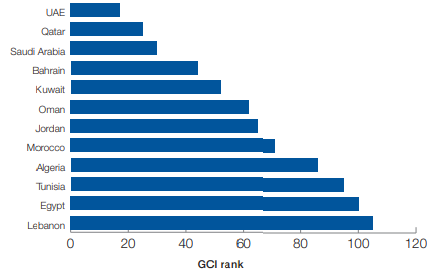 UAE
Qatar
Saudi Arabia
Bahrain
Kuwait
Oman
Jordan
Morocco
Algeria
Tunisia
Egypt
Lebanon
0 20 40 60 80 100 120
GCI rank